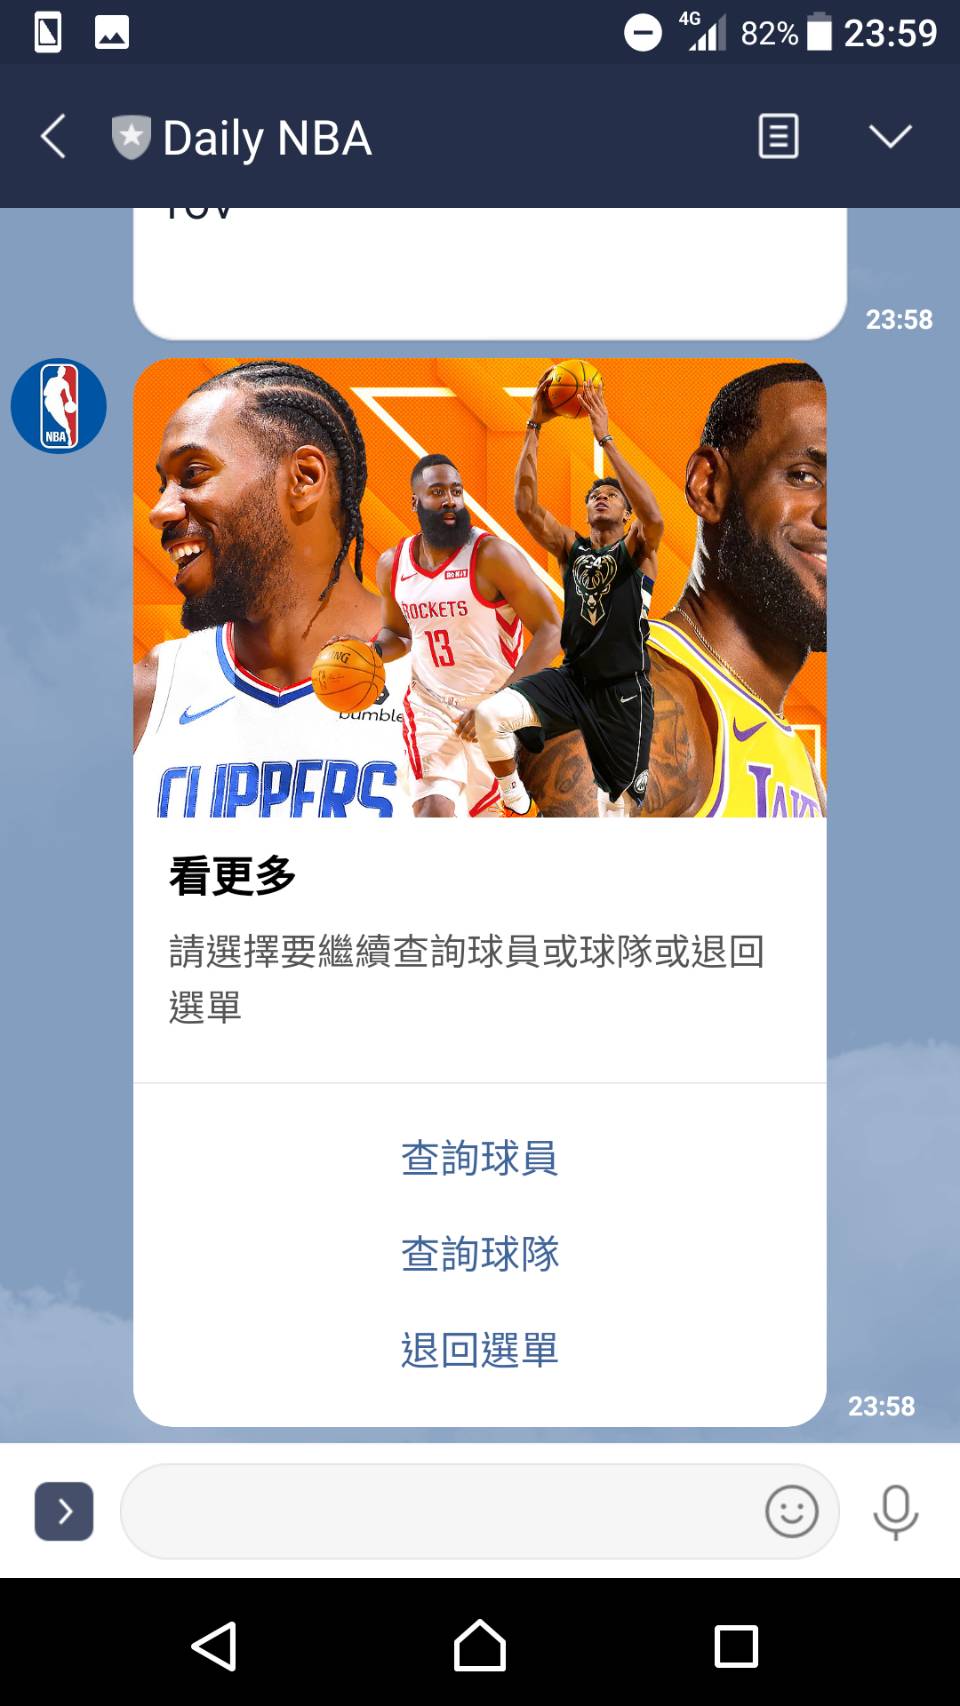 4G 82% 23:59
Daily NBA
TOV
23:58
NBA
ROCKETS
13
34
bumble
CLIPPERS
看更多
請選擇要繼續查詢球員或球隊或退回
選單
查詢球員
查詢球隊
退回選單
23:58